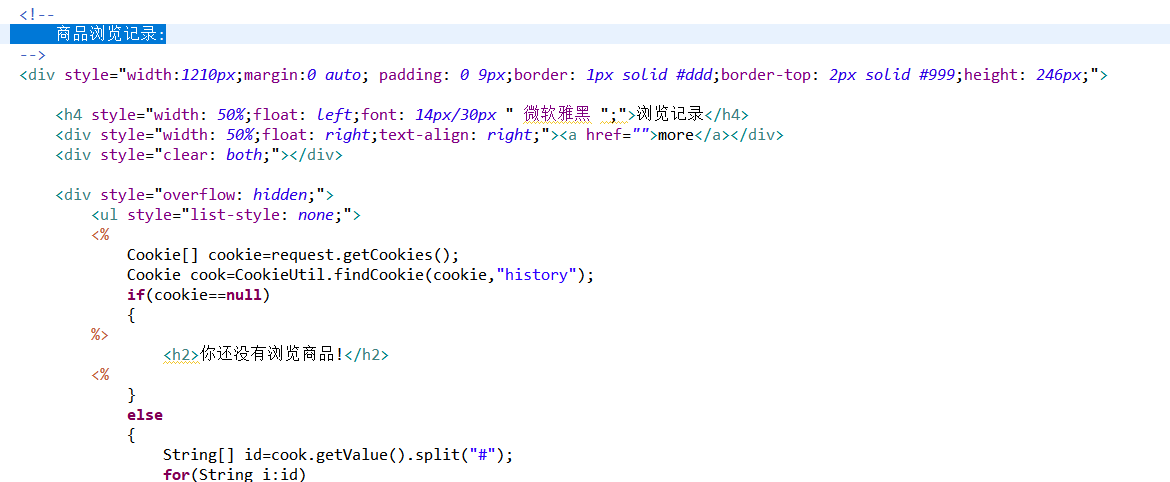 <!--
商品浏览记录:
-->
<div style="width:1210px;margin:0 auto; padding: 0 9px;border: 1px solid #ddd;border-top: 2px solid #999;height: 246px;">
<h4 style="width: 50%;float: left;font: 14px/30px " 微软雅黑 ";">浏览记录</h4>
<div style="width: 50%;float: right;text-align: right;"><a href="">more</a></div>
<div style="clear: both;"></div>
<div style="overflow: hidden;">
<ul style="list-style: none;">
<%
Cookie[] cookie=request.getCookies();
Cookie cook=CookieUtil.findCookie(cookie,"history");
if(cookie==null)
{
%>
<h2>你还没有浏览商品!</h2>
<%
}
else
{
String[] id=cook.getValue().split("#");
for(String i:id)